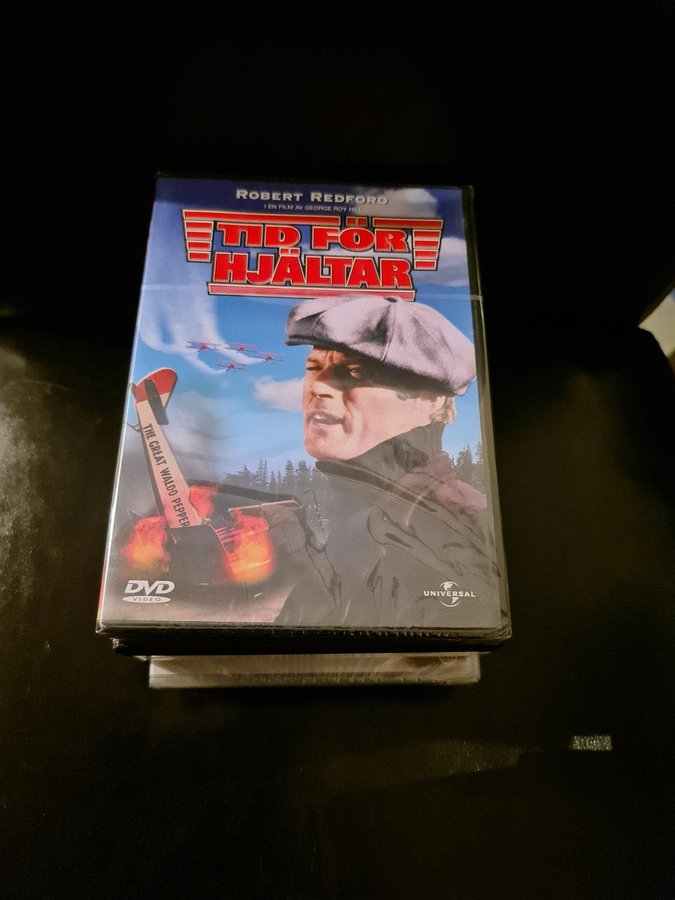 ROBERT REDFORD
I EN FILM AV GEORGE ROY HILL
TID FÖR
HJÄLTAR
THE GREAT WALDO PEPPER
DVD
VIDEO
UNIVERSAL